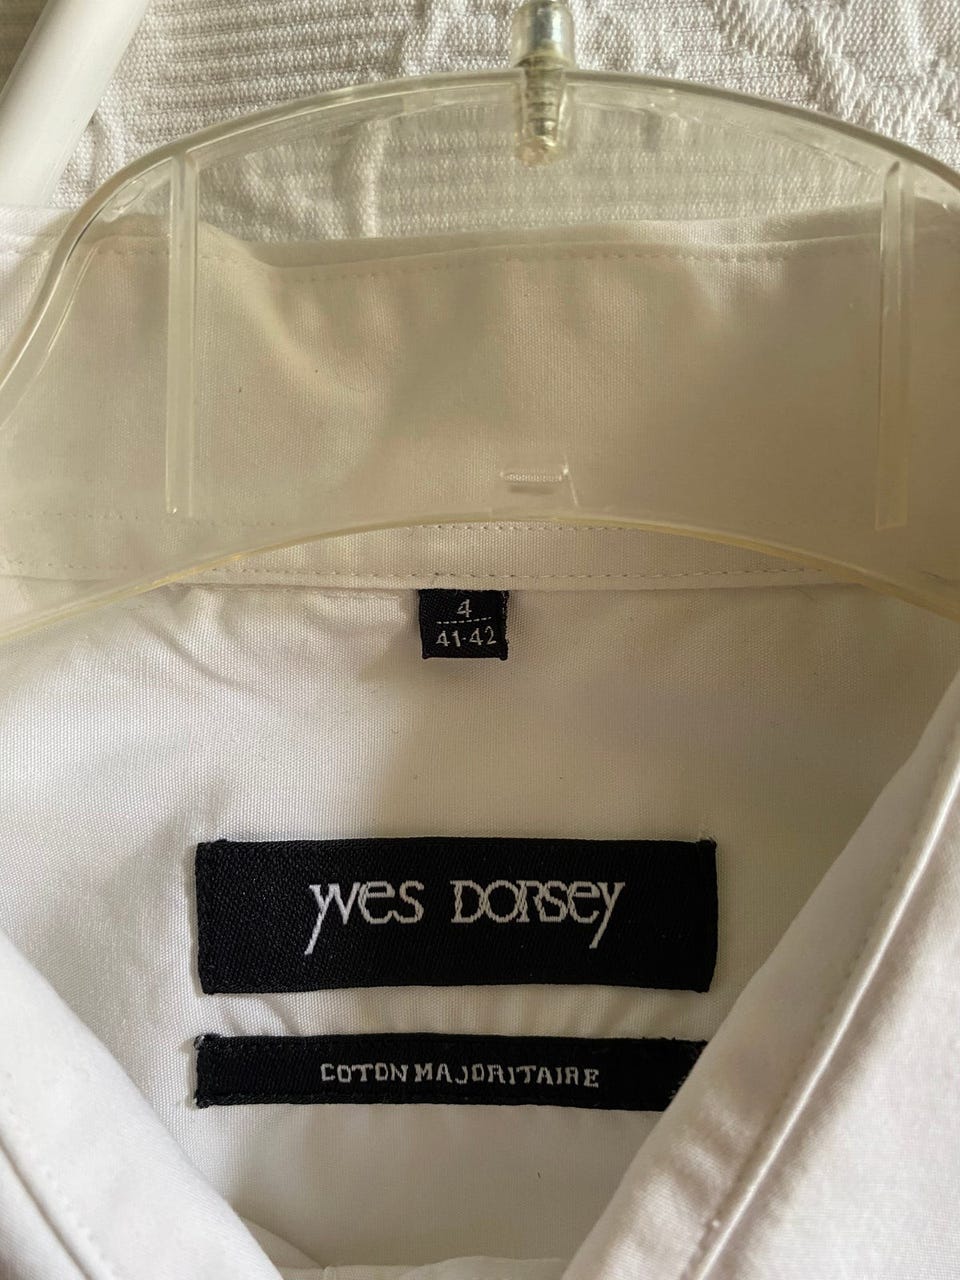 4
41-42
YVES DORSEY
COTON MAJORITAIRE